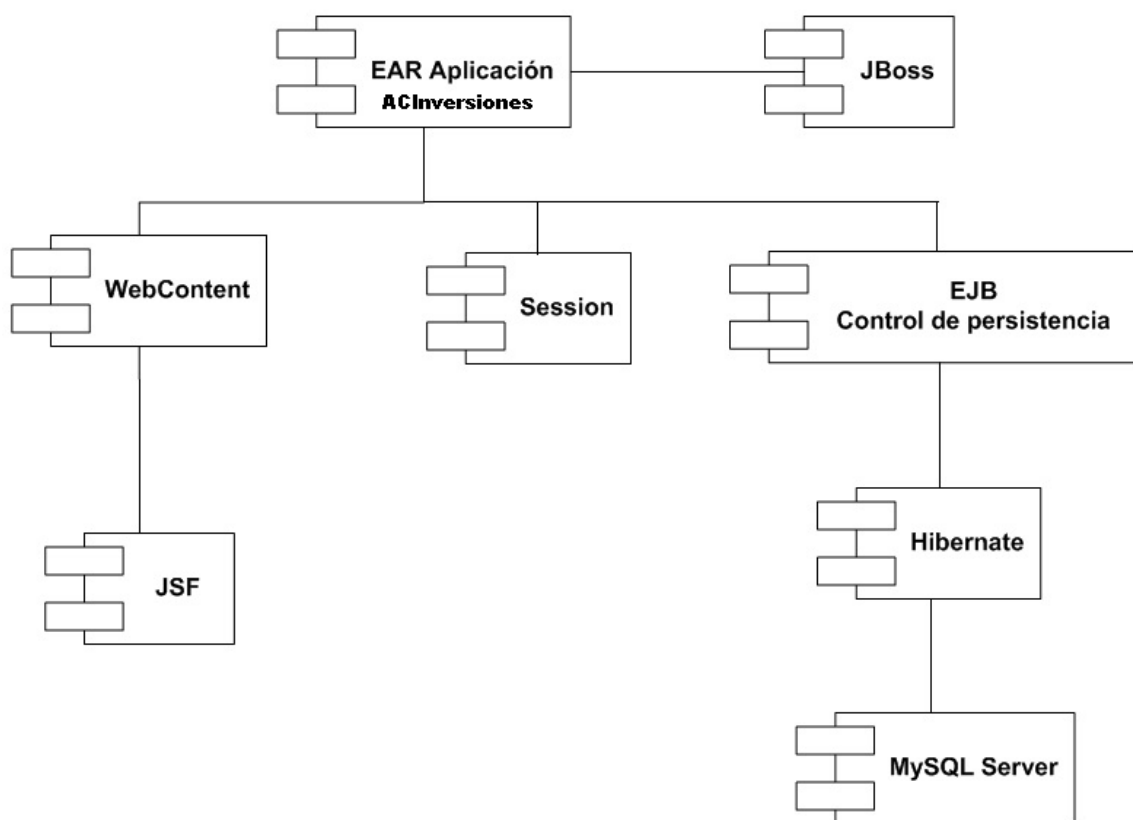 EAR Aplicación
ACInversiones
JBoss
WebContent
Session
EJB
Control de persistencia
JSF
Hibernate
MySQL Server